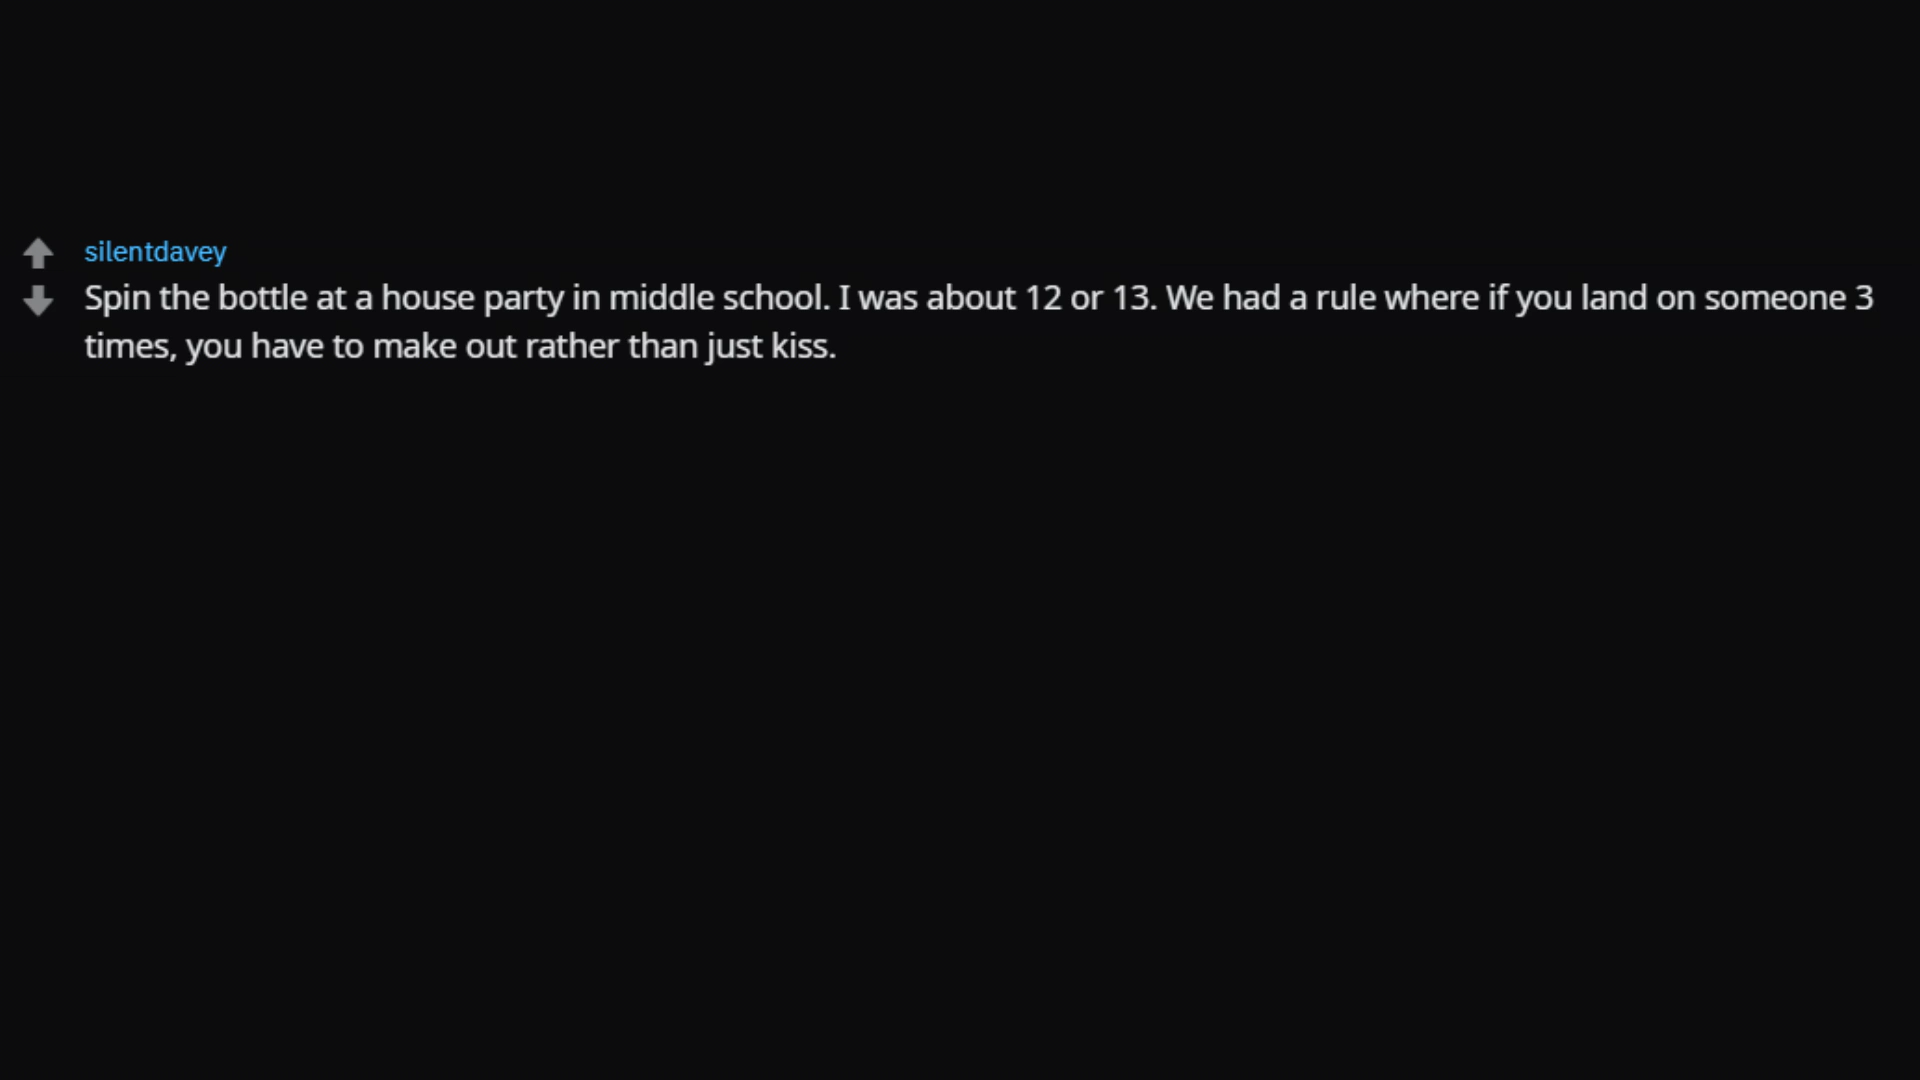 silentdavey
Spin the bottle at a house party in middle school. I was about 12 or 13. We had a rule where if you land on someone 3
times, you have to make out rather than just kiss.